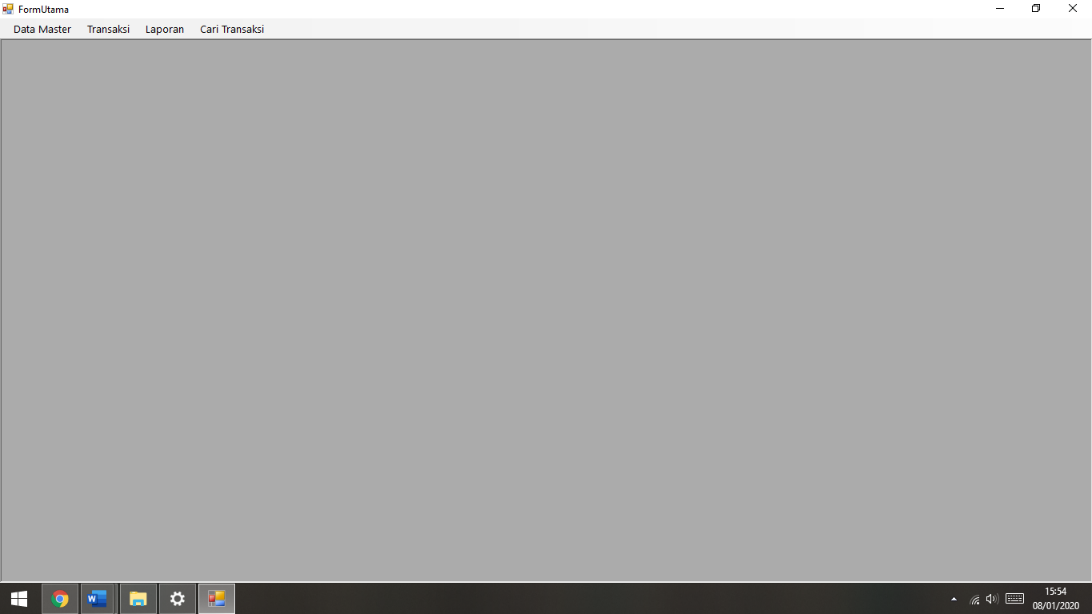 FormUtama
Data Master Transaksi Laporan Cari Transaksi
15:54
08/01/2020